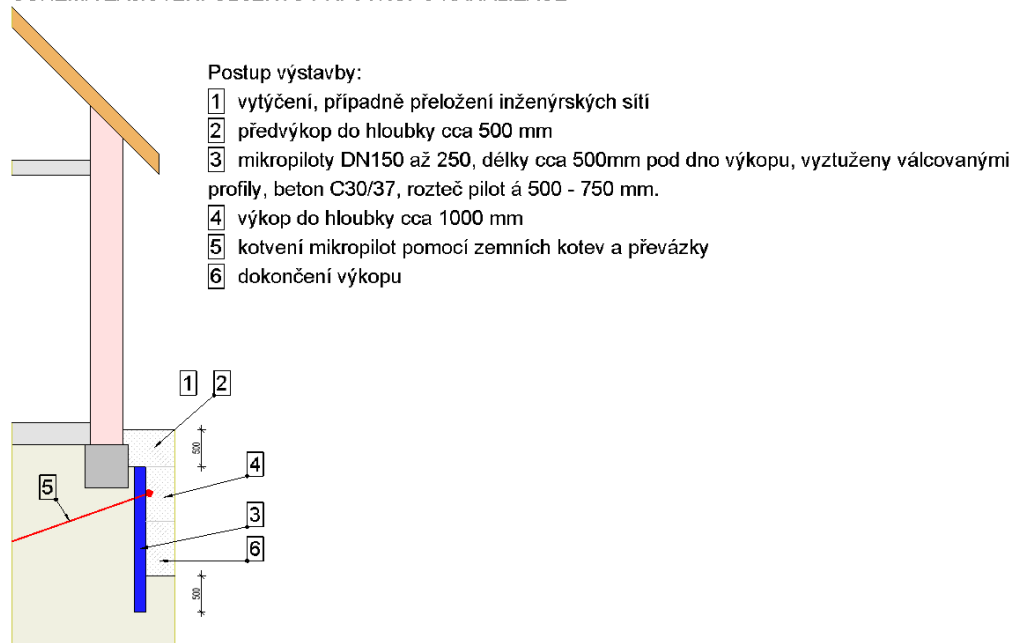 Postup výstavby:
1 vytýčení, případně přeložení inženýrských sítí
2 předvýkop do hloubky cca 500 mm
3 mikropiloty DN150 až 250, délky cca 500mm pod dno výkopu, vyztuženy válcovanými
profily, beton C30/37, rozteč pilot á 500 - 750 mm.
4 výkop do hloubky cca 1000 mm
5 kotvení mikropilot pomocí zemních kotev a převázky
6 dokončení výkopu
1 2
500
4
5
3
6
500